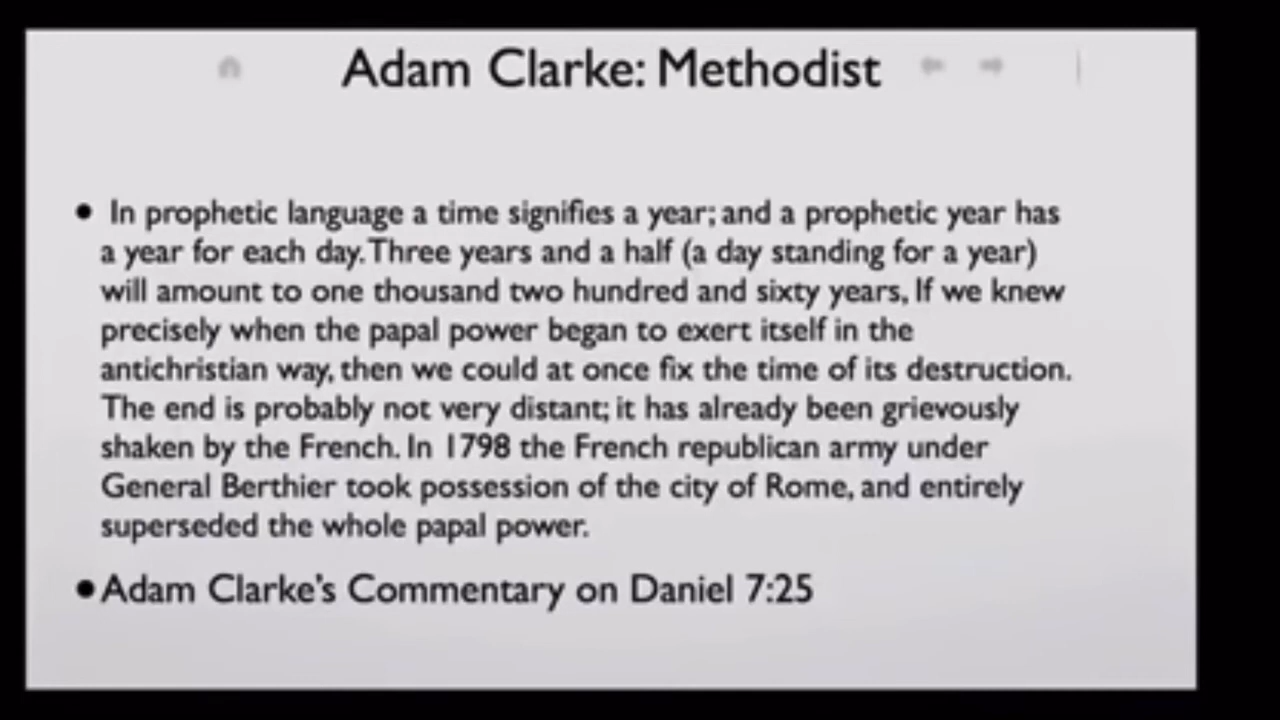 Adam Clarke: Methodist
• In prophetic language a time signifies a year; and a prophetic year has
a year for each day. Three years and a half (a day standing for a year)
will amount to one thousand two hundred and sixty years, If we knew
precisely when the papal power began to exert itself in the
antichristian way, then we could at once fix the time of its destruction.
The end is probably not very distant; it has already been grievously
shaken by the French. In 1798 the French republican army under
General Berthier took possession of the city of Rome, and entirely
superseded the whole papal power.
•Adam Clarke’s Commentary on Daniel 7:25